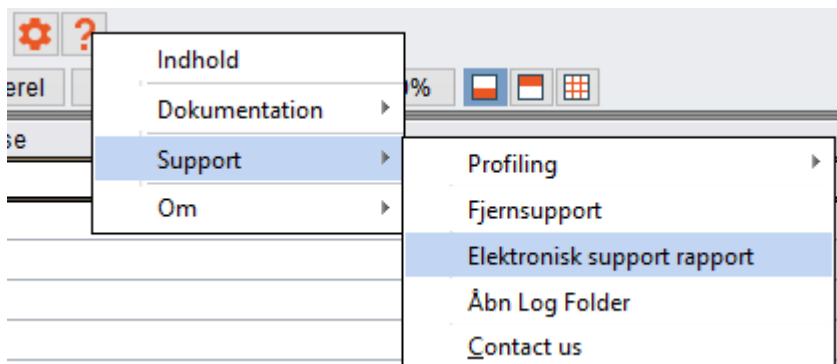 ?
erel
%
se
Indhold
Dokumentation
Support
Om
Profiling
Fjernsupport
Elektronisk support rapport
Åbn Log Folder
Contact us